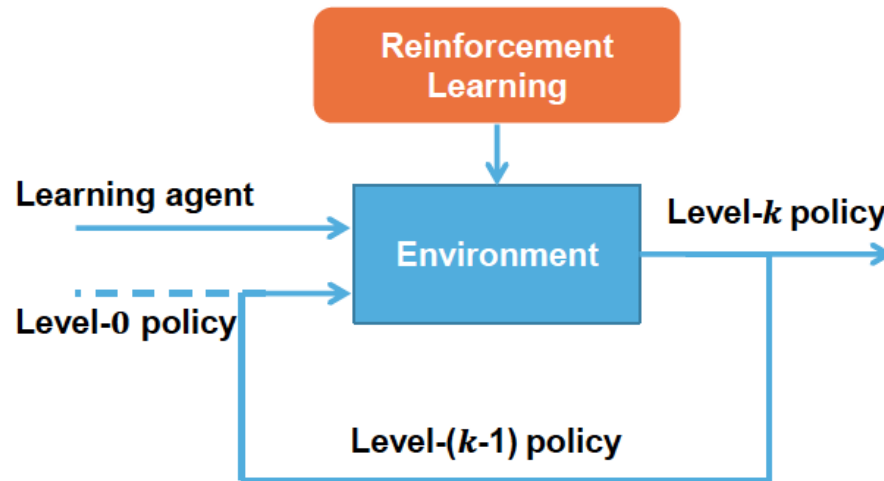 Reinforcement
Learning
Learning agent
Environment
Level-k policy
Level-0 policy
Level-(k-1) policy